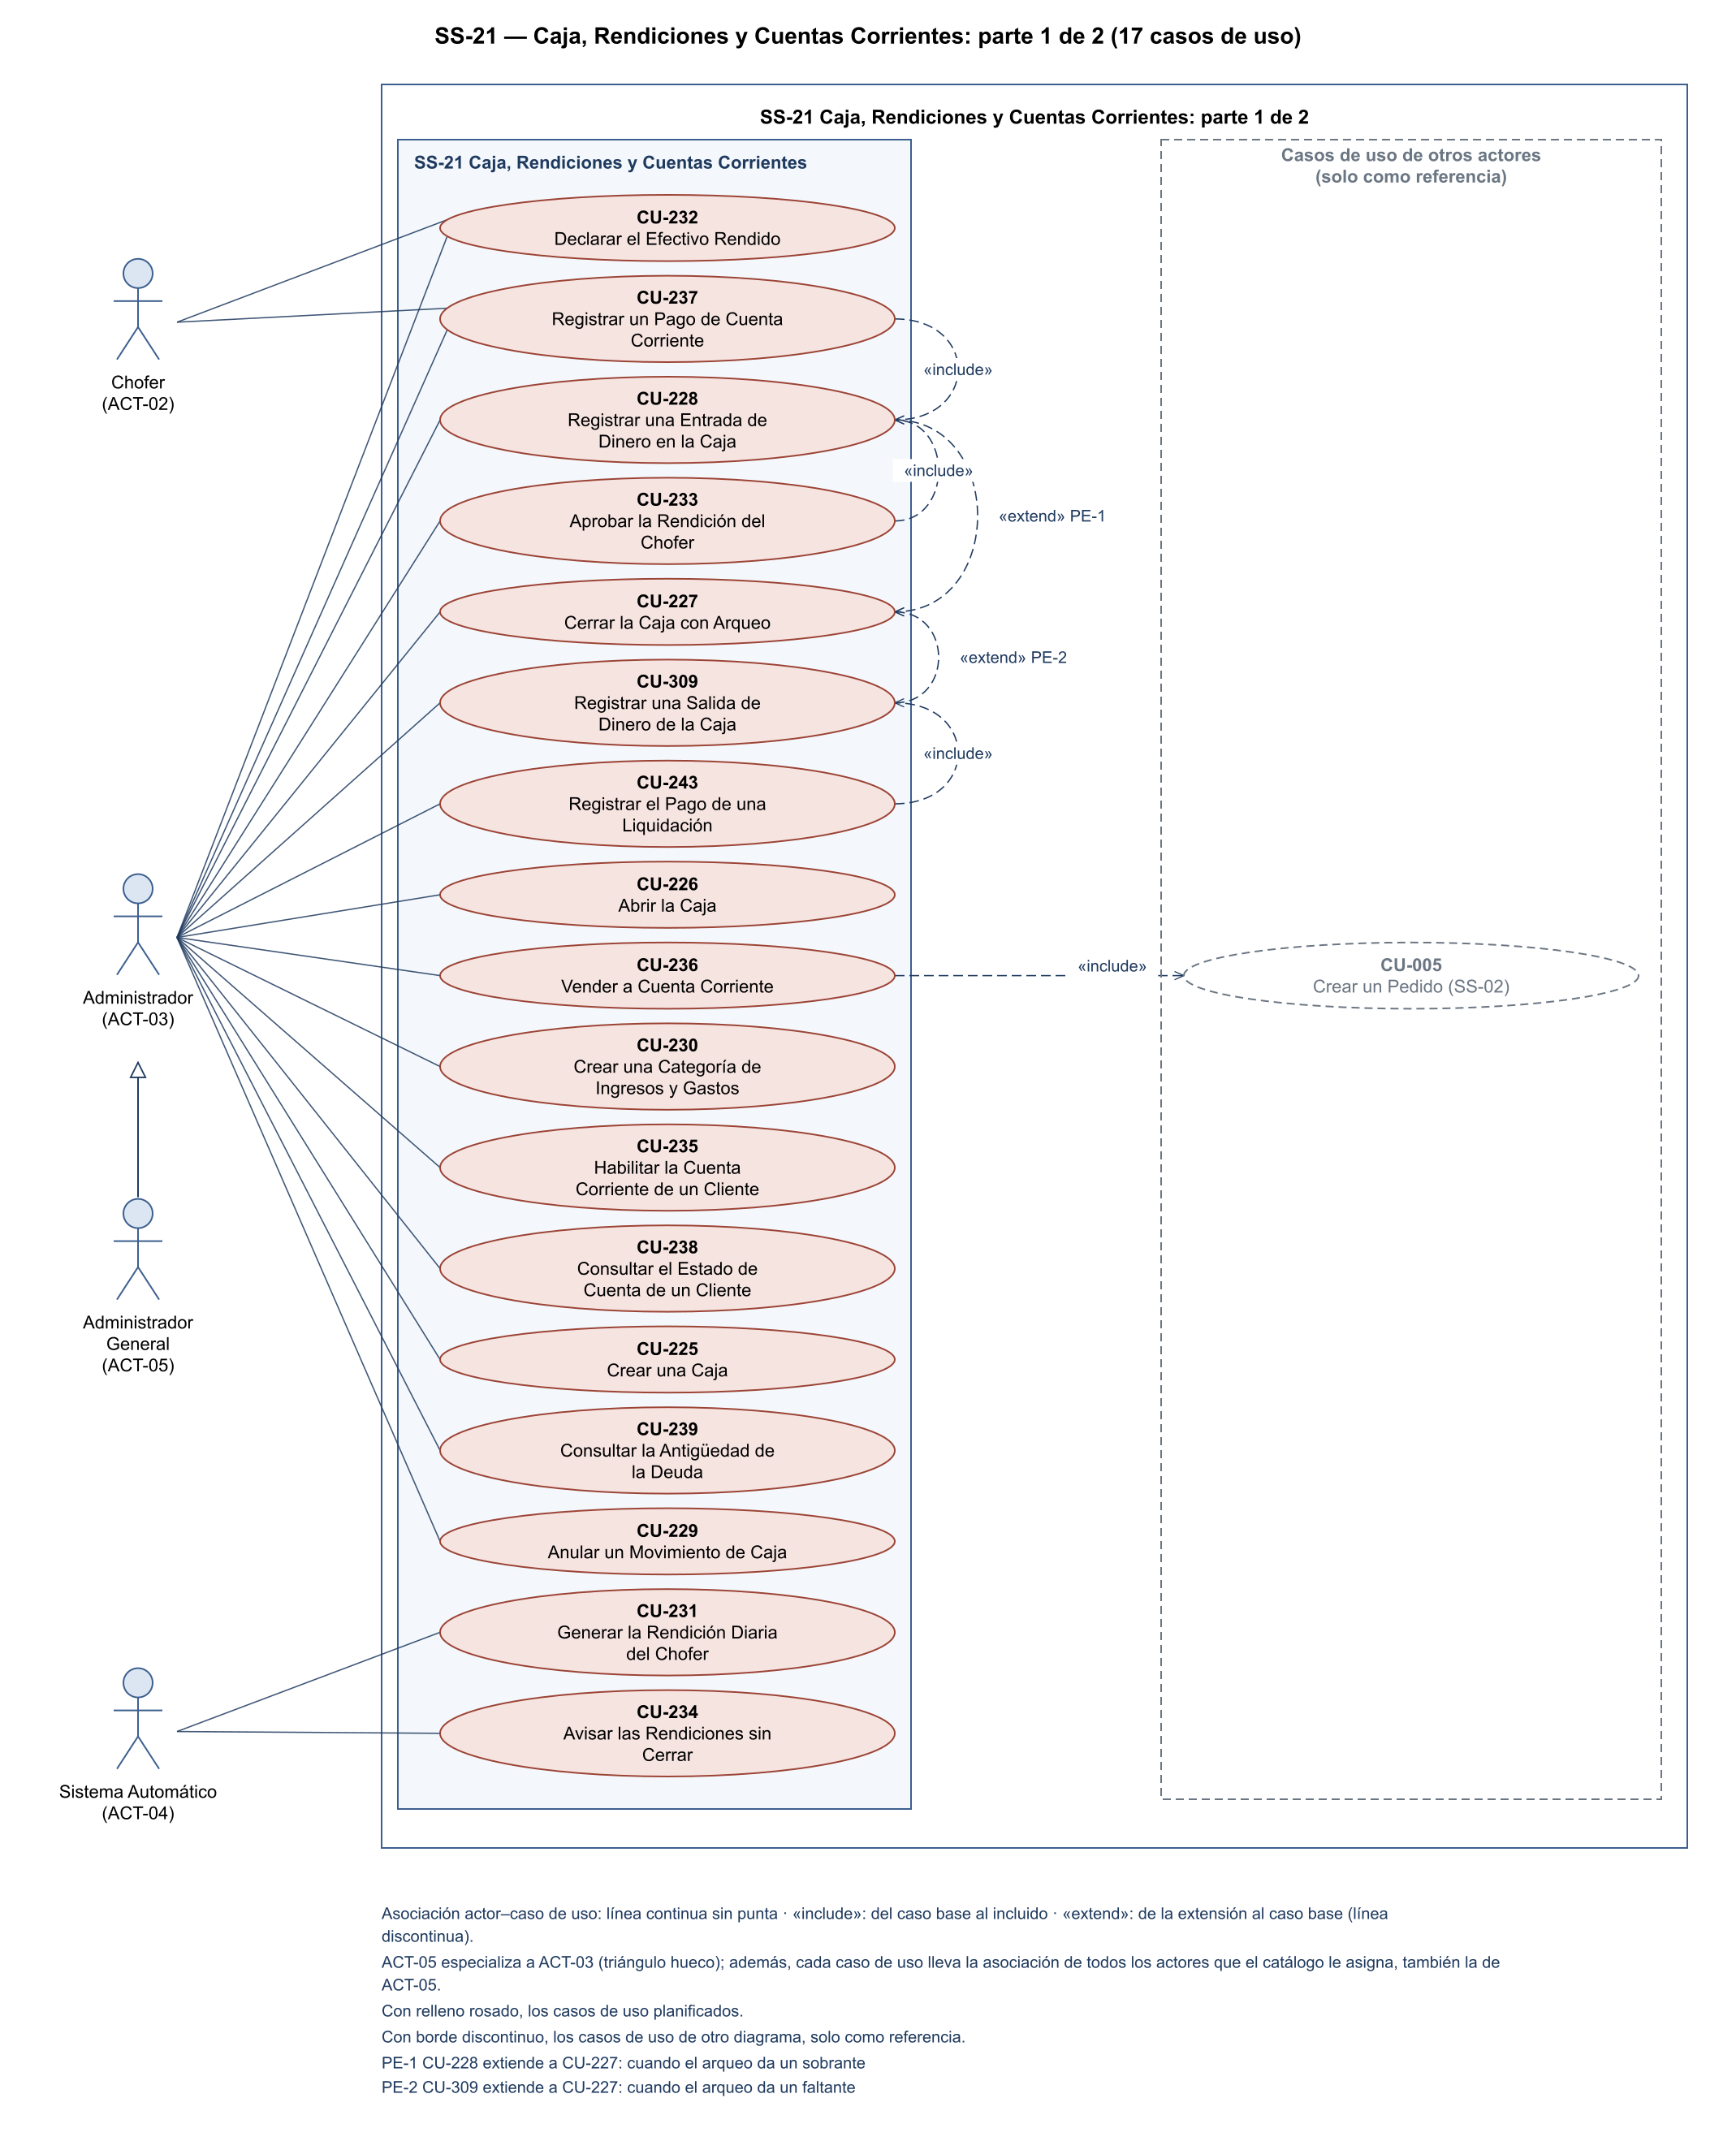 SS-21 — Caja, Rendiciones y Cuentas Corrientes: parte 1 de 2 (17 casos de uso)
SS-21 Caja, Rendiciones y Cuentas Corrientes: parte 1 de 2
SS-21 Caja, Rendiciones y Cuentas Corrientes
Casos de uso de otros actores
(solo como referencia)
CU-232
Declarar el Efectivo Rendido
CU-237
Registrar un Pago de Cuenta
Corriente
«include»
Chofer
(ACT-02)
CU-228
Registrar una Entrada de
Dinero en la Caja
«include»
CU-233
Aprobar la Rendición del
Chofer
«extend» PE-1
CU-227
Cerrar la Caja con Arqueo
«extend» PE-2
CU-309
Registrar una Salida de
Dinero de la Caja
«include»
CU-243
Registrar el Pago de una
Liquidación
CU-226
Abrir la Caja
CU-236
Vender a Cuenta Corriente
«include»
CU-005
Crear un Pedido (SS-02)
Administrador
(ACT-03)
CU-230
Crear una Categoría de
Ingresos y Gastos
CU-235
Habilitar la Cuenta
Corriente de un Cliente
CU-238
Consultar el Estado de
Cuenta de un Cliente
Administrador
General
(ACT-05)
CU-225
Crear una Caja
CU-239
Consultar la Antigüedad de
la Deuda
CU-229
Anular un Movimiento de Caja
CU-231
Generar la Rendición Diaria
del Chofer
CU-234
Avisar las Rendiciones sin
Cerrar
Sistema Automático
(ACT-04)
Asociación actor–caso de uso: línea continua sin punta · «include»: del caso base al incluido · «extend»: de la extensión al caso base (línea
discontinua).
ACT-05 especializa a ACT-03 (triángulo hueco); además, cada caso de uso lleva la asociación de todos los actores que el catálogo le asigna, también la de
ACT-05.
Con relleno rosado, los casos de uso planificados.
Con borde discontinuo, los casos de uso de otro diagrama, solo como referencia.
PE-1 CU-228 extiende a CU-227: cuando el arqueo da un sobrante
PE-2 CU-309 extiende a CU-227: cuando el arqueo da un faltante